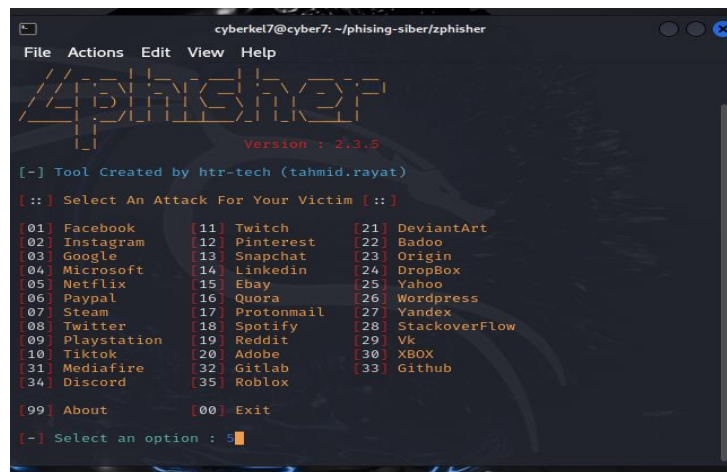 cyberkel7@cyber7: ~/phising-siber/zphisher
File Actions Edit View Help
Zphisher
Version : 2.3.5
[-] Tool Created by htr-tech (tahmid.rayat)
[::] Select An Attack For Your Victim [::]
[01] Facebook [11] Twitch [21] DeviantArt
[02] Instagram [12] Pinterest [22] Badoo
[03] Google [13] Snapchat [23] Origin
[04] Microsoft [14] Linkedin [24] DropBox
[05] Netflix [15] Ebay [25] Yahoo
[06] Paypal [16] Quora [26] Wordpress
[07] Steam [17] Protonmail [27] Yandex
[08] Twitter [18] Spotify [28] StackoverFlow
[09] Playstation [19] Reddit [29] Vk
[10] Tiktok [20] Adobe [30] XBOX
[31] Mediafire [32] Gitlab [33] Github
[34] Discord [35] Roblox
[99] About [00] Exit
[-] Select an option : 5